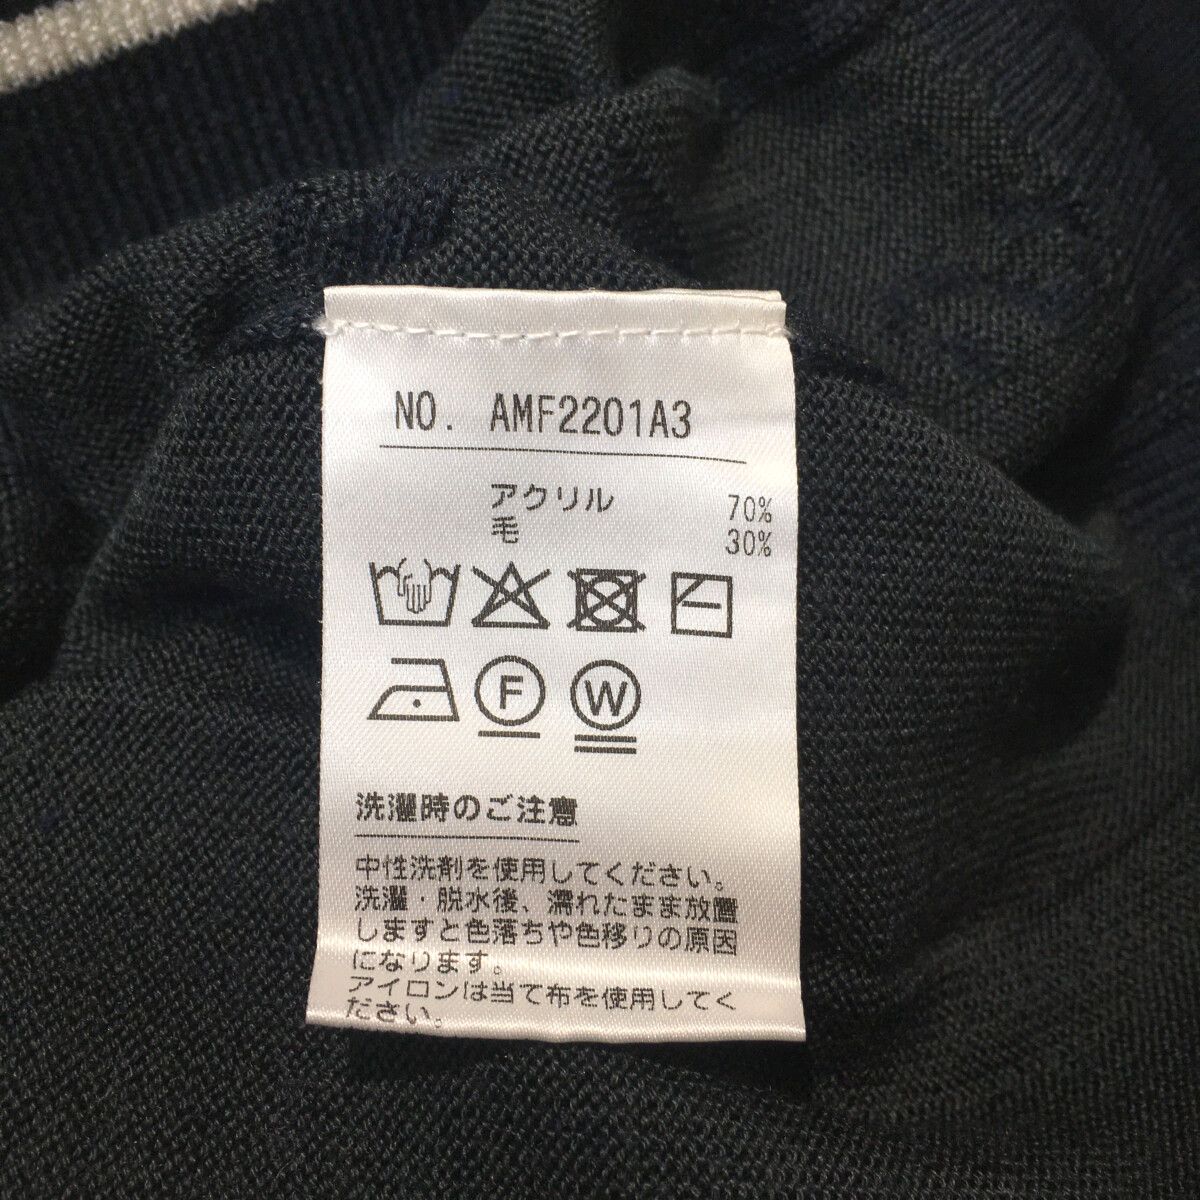 NO. AMF2201A3
アクリル 70%
毛 30%
F W
洗濯時のご注意
中性洗剤を使用してください。
洗濯・脱水後、濡れたまま放置
しますと色落ちや色移りの原因
になります。
アイロンは当て布を使用してく
ださい。